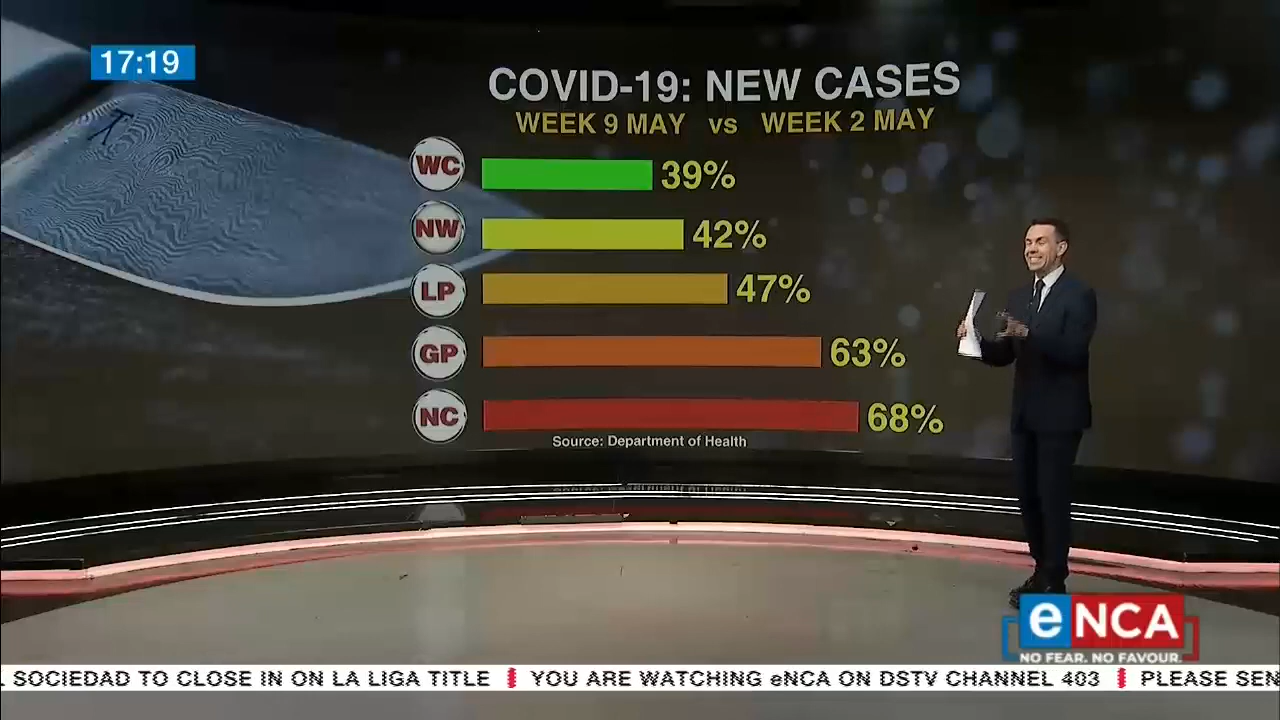 17:19
COVID-19: NEW CASES
WEEK 9 MAY vs WEEK 2 MAY
WC 39%
NW 42%
LP 47%
GP 63%
NC 68%
Source: Department of Health
eNCA
NO FEAR. NO FAVOUR.
SOCIEDAD TO CLOSE IN ON LA LIGA TITLE YOU ARE WATCHING eNCA ON DSTV CHANNEL 403 PLEASE SEN